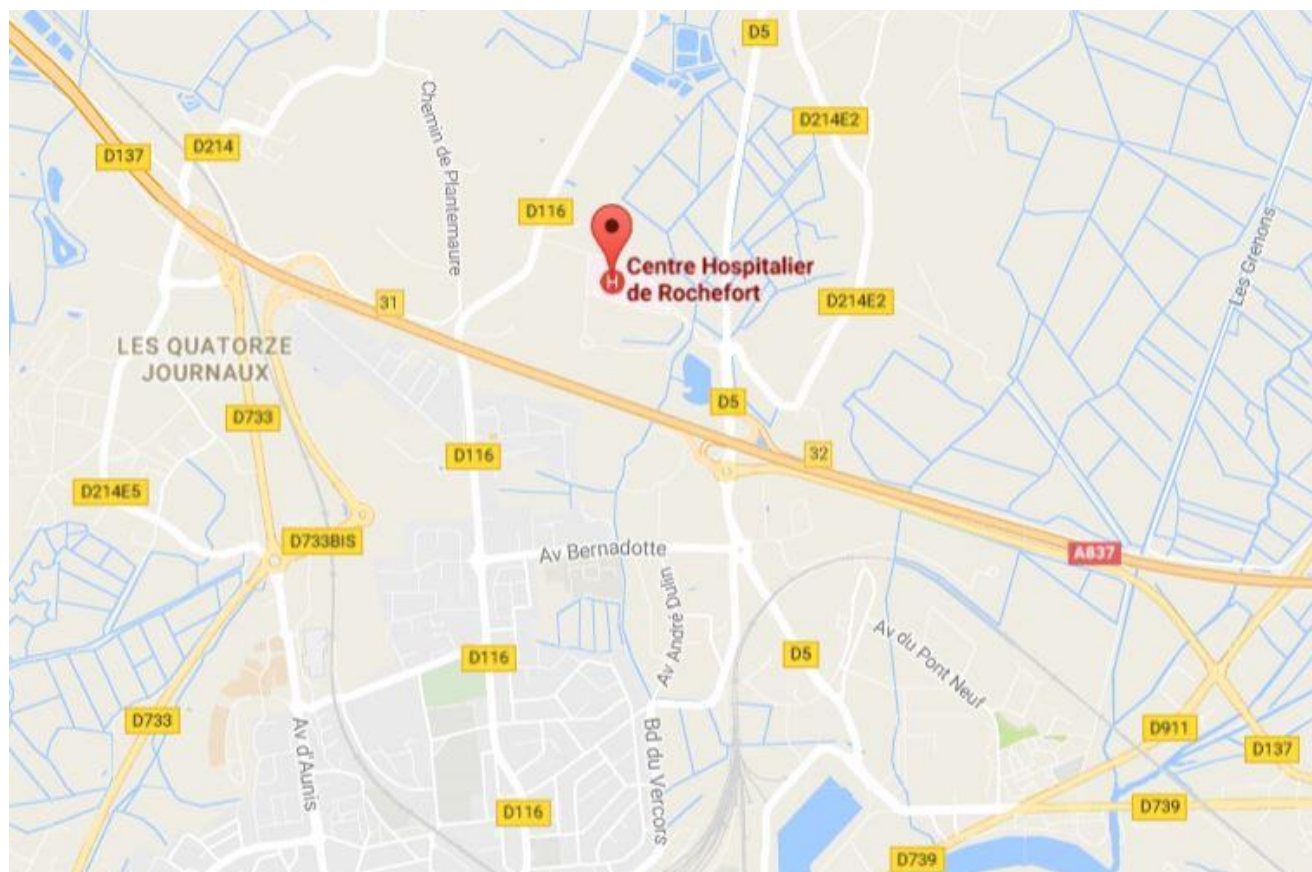 D5
D214E2
D137
D214
Chemin de Plantemaure
D116
Centre Hospitalier
de Rochefort
Les Grenons
31
D214E2
LES QUATORZE
JOURNAUX
D5
D733
D116
32
D214E5
D733BIS
Av Bernadotte
A837
Av André Dulin
Av du Pont Neuf
D116
D5
D733
Av d'Aunis
Bd du Vercors
D911
D137
D116
D739
D739
H